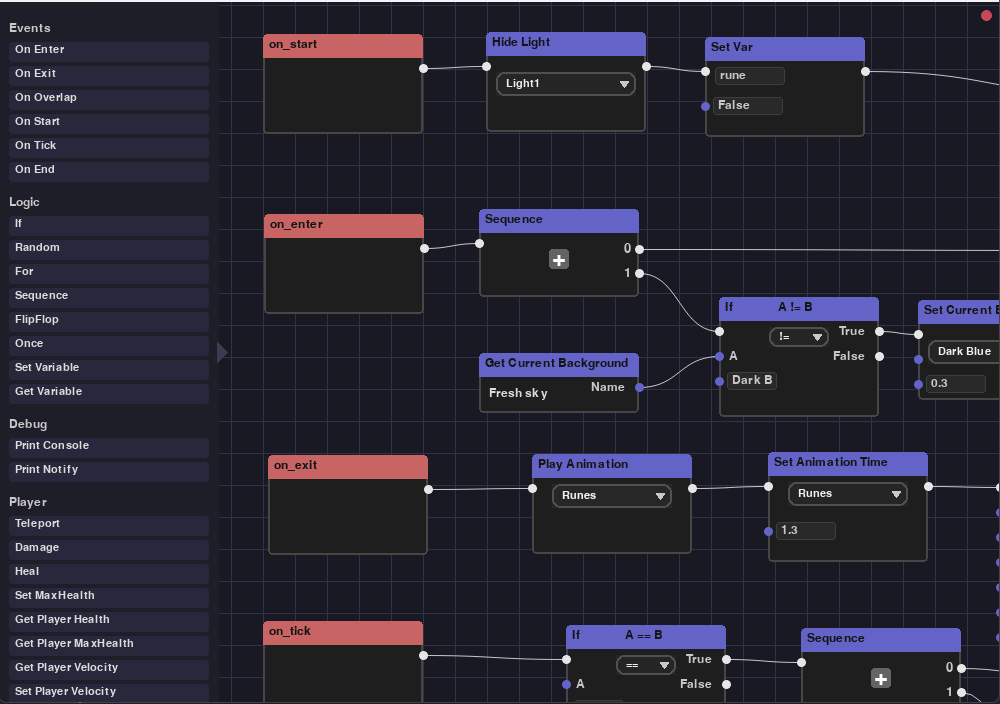 Events
On Enter
On Exit
On Overlap
On Start
On Tick
On End
Logic
If
Random
For
Sequence
FlipFlop
Once
Set Variable
Get Variable
Debug
Print Console
Print Notify
Player
Teleport
Damage
Heal
Set MaxHealth
Get Player Health
Get Player MaxHealth
Get Player Velocity
Set Player Velocity
on_start
Hide Light
Light1
Set Var
rune
False
on_enter
Sequence
0
1
If A != B
!=
True
A
False
Dark B
Set Current
Dark Blue
0.3
Get Current Background
Fresh sky
Name
on_exit
Play Animation
Runes
Set Animation Time
Runes
1.3
on_tick
If A == B
==
True
A
False
Sequence
0
1